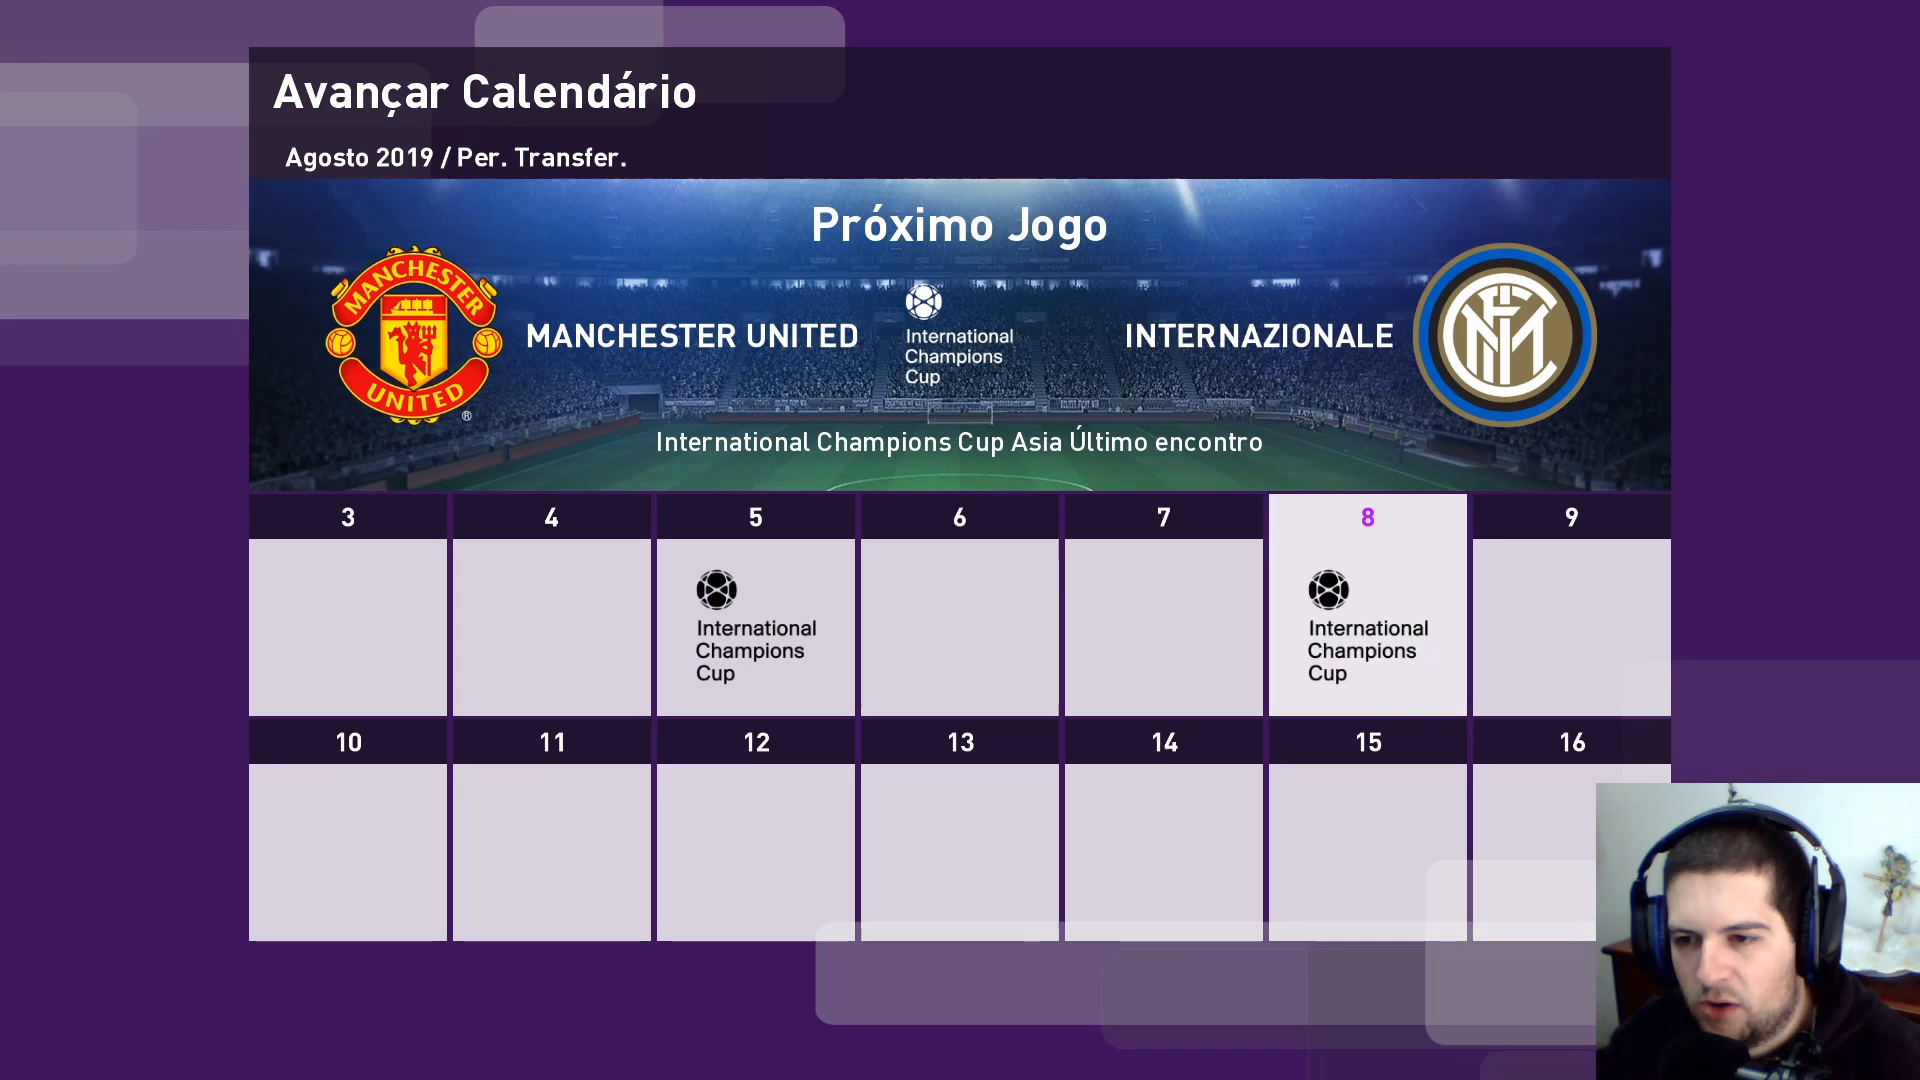 Avançar Calendário
Agosto 2019 / Per. Transfer.
Próximo Jogo
MANCHESTER
UNITED
®
MANCHESTER UNITED
International
Champions
Cup
INTERNAZIONALE
International Champions Cup Asia Último encontro
3 4 5 6 7 8 9
International
Champions
Cup
International
Champions
Cup
10 11 12 13 14 15 16